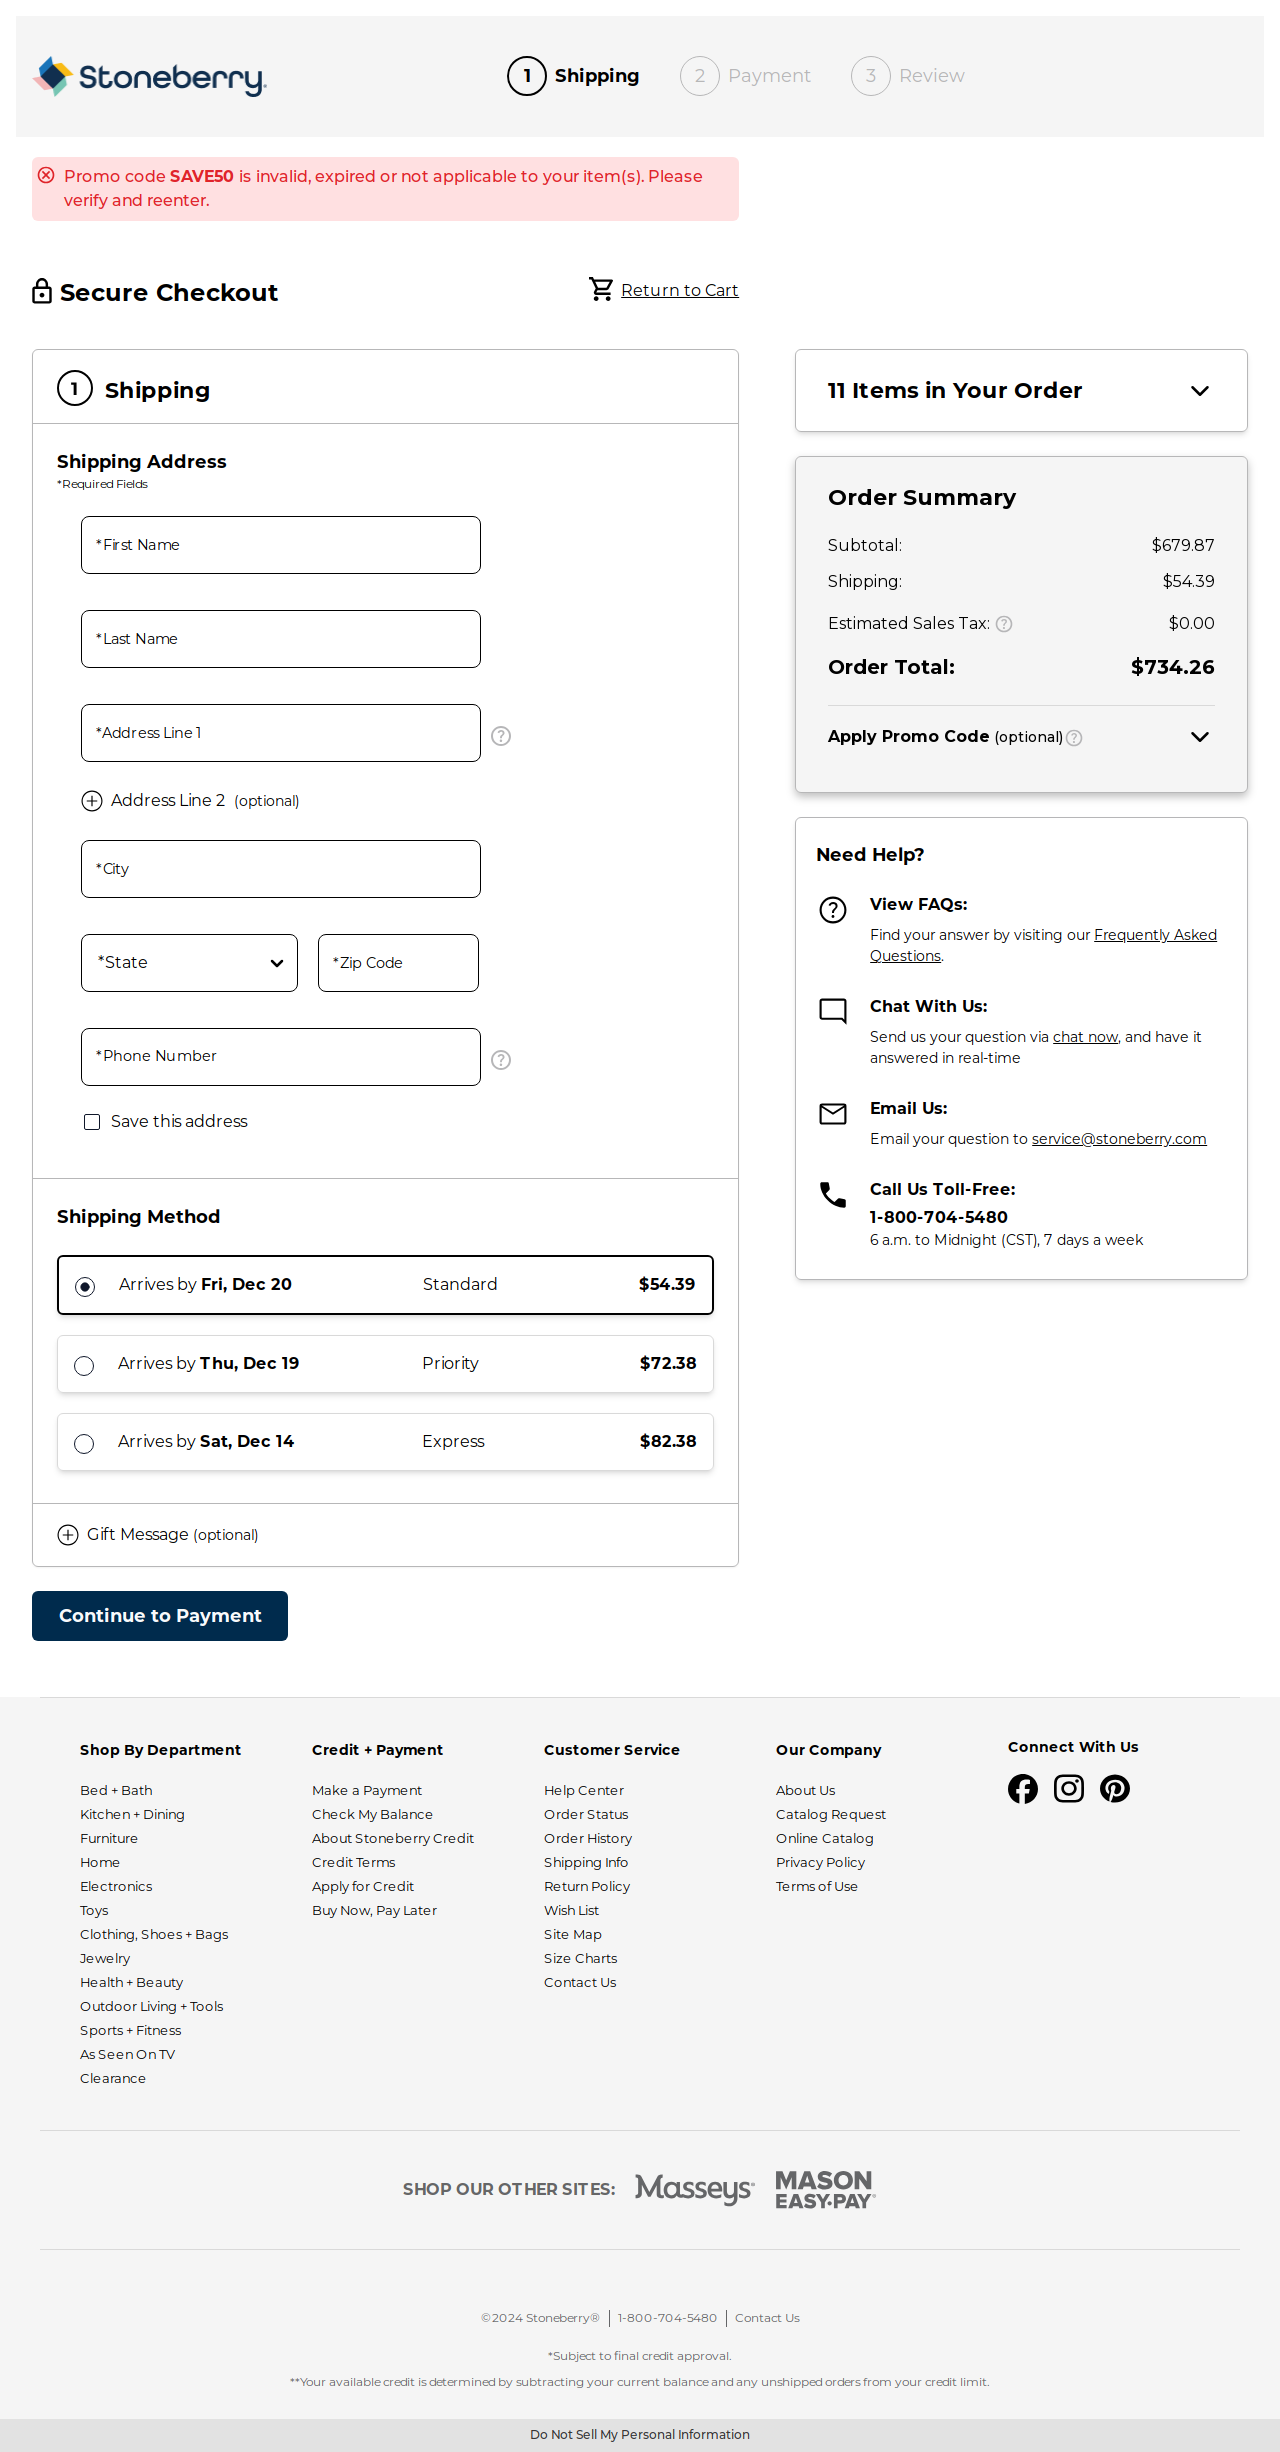 Stoneberry
1 Shipping
2 Payment
3 Review
Promo code SAVE50 is invalid, expired or not applicable to your item(s). Please
verify and reenter.
Secure Checkout
Return to Cart
1 Shipping
Shipping Address
*Required Fields
*First Name
*Last Name
*Address Line 1
Address Line 2 (optional)
*City
*State
*Zip Code
*Phone Number
Save this address
Shipping Method
Arrives by Fri, Dec 20 Standard $54.39
Arrives by Thu, Dec 19 Priority $72.38
Arrives by Sat, Dec 14 Express $82.38
Gift Message (optional)
Continue to Payment
11 Items in Your Order
Order Summary
Subtotal: $679.87
Shipping: $54.39
Estimated Sales Tax: $0.00
Order Total: $734.26
Apply Promo Code (optional)
Need Help?
View FAQs:
Find your answer by visiting our Frequently Asked
Questions.
Chat With Us:
Send us your question via chat now, and have it
answered in real-time
Email Us:
Email your question to service@stoneberry.com
Call Us Toll-Free:
1-800-704-5480
6 a.m. to Midnight (CST), 7 days a week
Shop By Department
Bed + Bath
Kitchen + Dining
Furniture
Home
Electronics
Toys
Clothing, Shoes + Bags
Jewelry
Health + Beauty
Outdoor Living + Tools
Sports + Fitness
As Seen On TV
Clearance
Credit + Payment
Make a Payment
Check My Balance
About Stoneberry Credit
Credit Terms
Apply for Credit
Buy Now, Pay Later
Customer Service
Help Center
Order Status
Order History
Shipping Info
Return Policy
Wish List
Site Map
Size Charts
Contact Us
Our Company
About Us
Catalog Request
Online Catalog
Privacy Policy
Terms of Use
Connect With Us
SHOP OUR OTHER SITES:
Masseys®
MASON
EASY•PAY®
©2024 Stoneberry® | 1-800-704-5480 | Contact Us
*Subject to final credit approval.
**Your available credit is determined by subtracting your current balance and any unshipped orders from your credit limit.
Do Not Sell My Personal Information